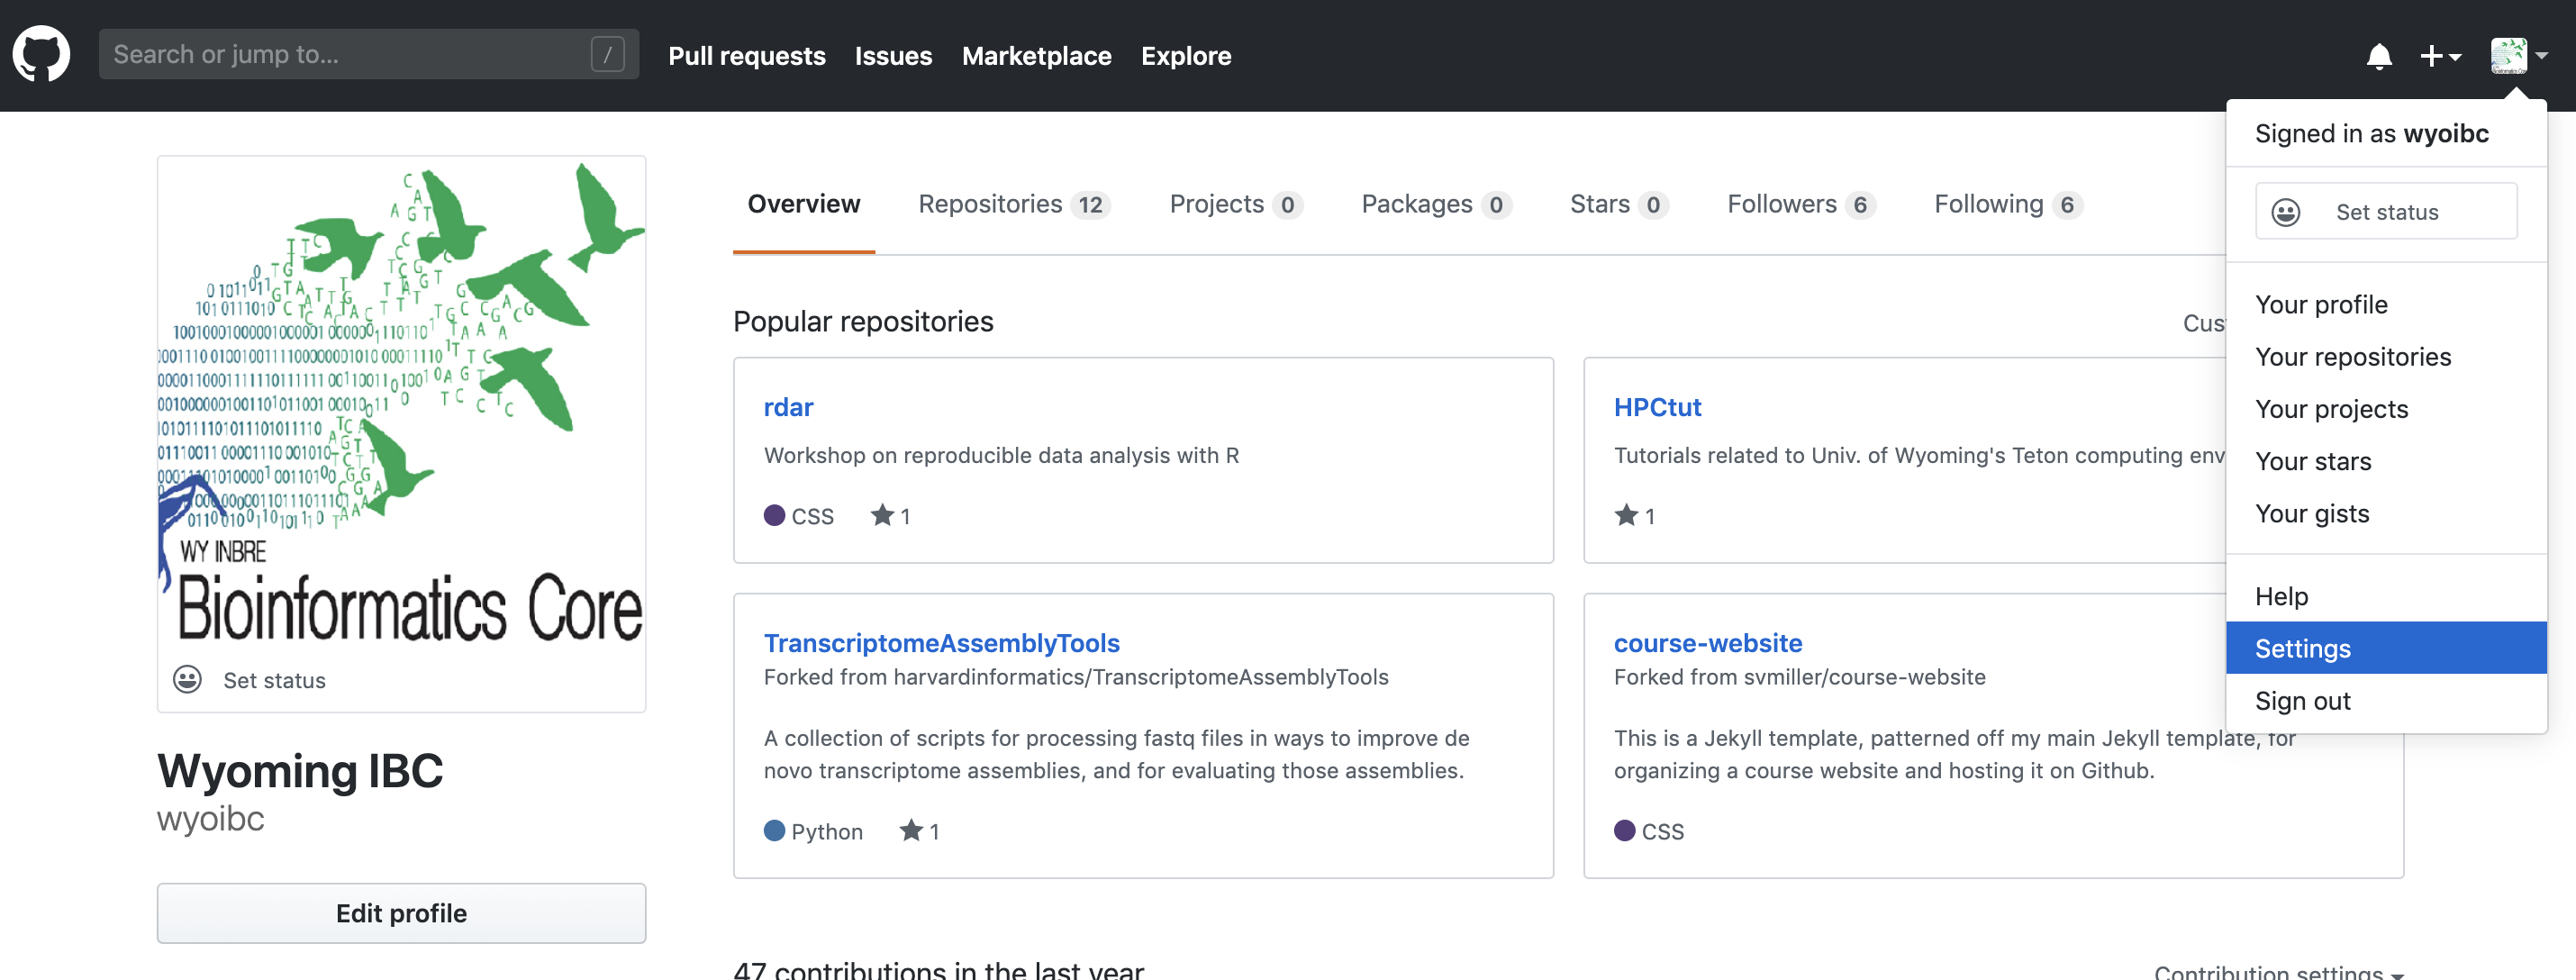 Search or jump to...
/
Pull requests
Issues
Marketplace
Explore
Signed in as wyoibc
Set status
Your profile
Your repositories
Your projects
Your stars
Your gists
Help
Settings
Sign out
WY INBRE
Bioinformatics Core
Set status
Wyoming IBC
wyoibc
Edit profile
Overview
Repositories 12
Projects 0
Packages 0
Stars 0
Followers 6
Following 6
Popular repositories
rdar
Workshop on reproducible data analysis with R
CSS 1
HPCtut
Tutorials related to Univ. of Wyoming's Teton computing env
1
TranscriptomeAssemblyTools
Forked from harvardinformatics/TranscriptomeAssemblyTools
A collection of scripts for processing fastq files in ways to improve de
novo transcriptome assemblies, and for evaluating those assemblies.
Python 1
course-website
Forked from svmiller/course-website
This is a Jekyll template, patterned off my main Jekyll template, for
organizing a course website and hosting it on Github.
CSS
47 contributions in the last year
Contribution settings